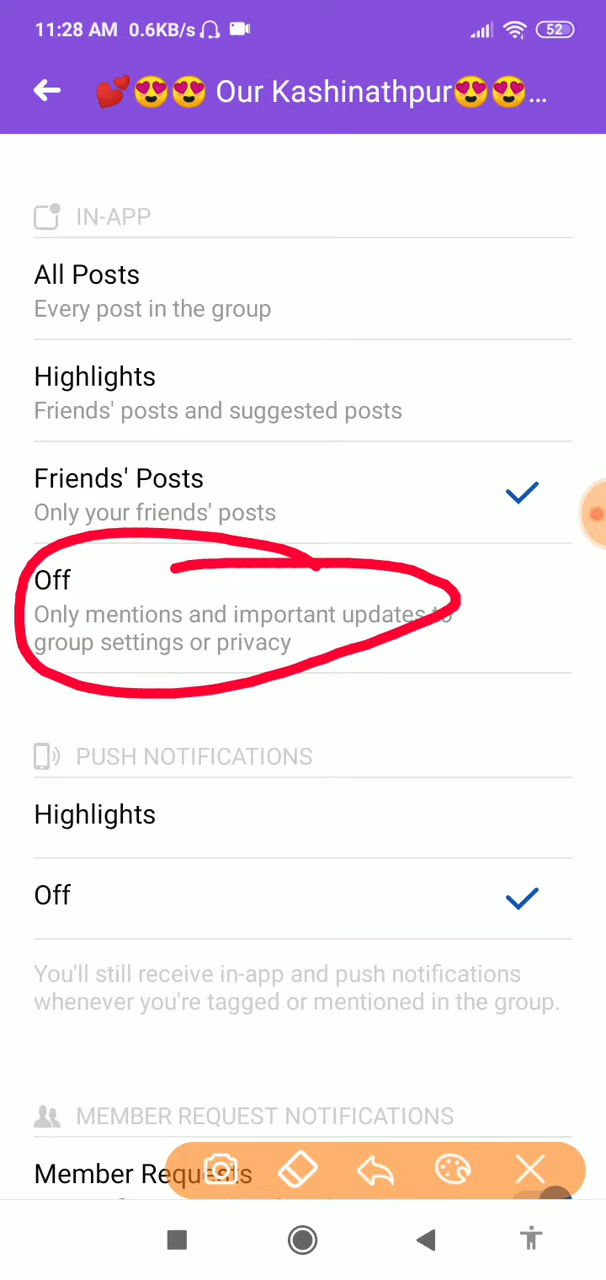 11:28 AM 0.6KB/s 52
💕😍😍 Our Kashinathpur😍😍...
IN-APP
All Posts
Every post in the group
Highlights
Friends' posts and suggested posts
Friends' Posts
Only your friends' posts
Off
Only mentions and important updates to
group settings or privacy
PUSH NOTIFICATIONS
Highlights
Off
You'll still receive in-app and push notifications
whenever you're tagged or mentioned in the group.
MEMBER REQUEST NOTIFICATIONS
Member Requests